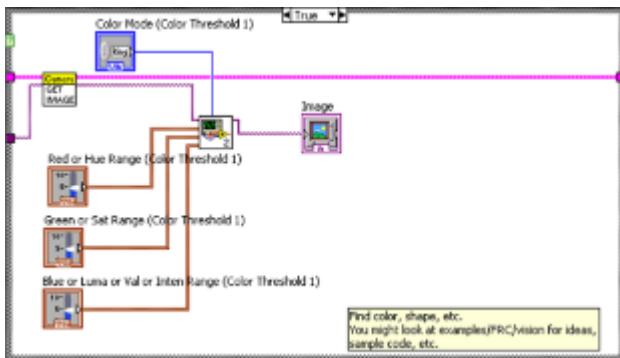 True
Color Mode (Color Threshold 1)
Ring
Camera
GET
IMAGE
Image
Red or Hue Range (Color Threshold 1)
Green or Sat Range (Color Threshold 1)
Blue or Luma or Val or Inten Range (Color Threshold 1)
Find color, shape, etc.
You might look at examples/FRC/vision for ideas,
sample code, etc.